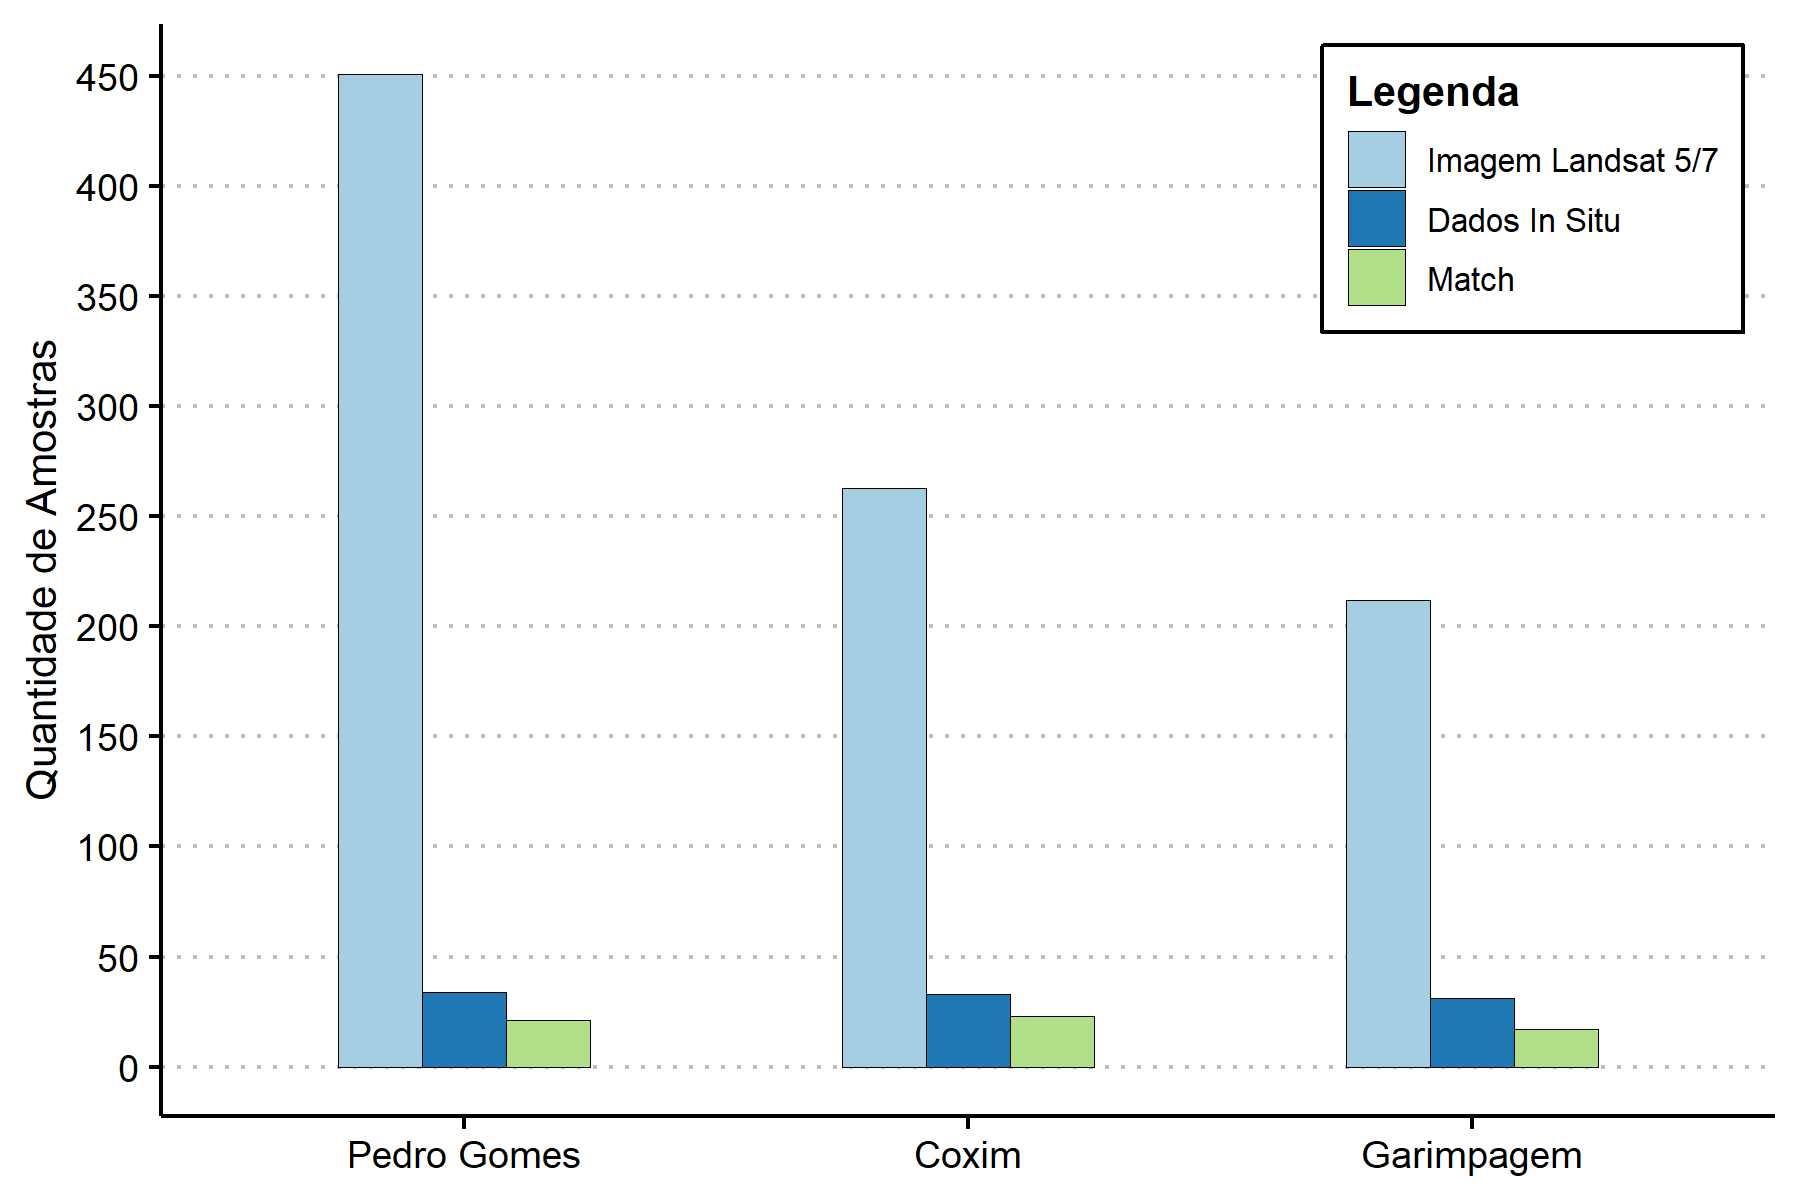 Legenda
Imagem Landsat 5/7
Dados In Situ
Match
Quantidade de Amostras
450
400
350
300
250
200
150
100
50
0
Pedro Gomes
Coxim
Garimpagem